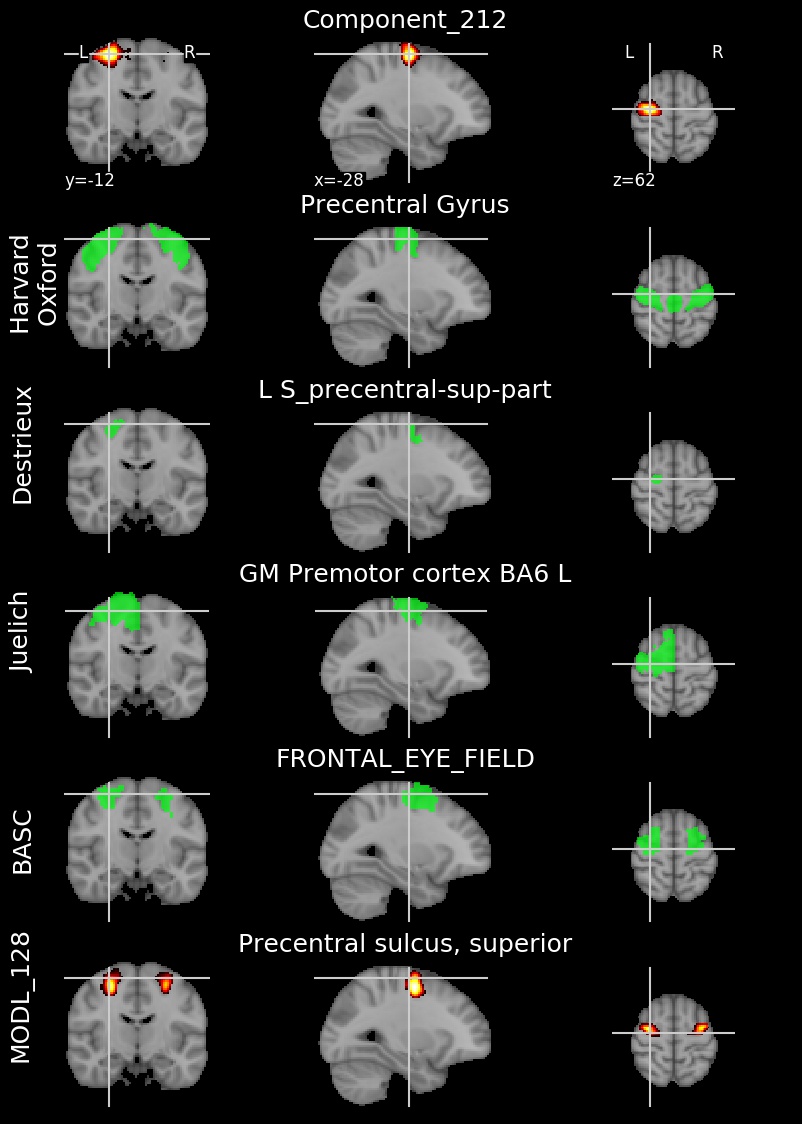 Component_212
L R
L R
y=-12
x=-28
z=62
Precentral Gyrus
Harvard
Oxford
L S_precentral-sup-part
Destrieux
GM Premotor cortex BA6 L
Juelich
FRONTAL_EYE_FIELD
BASC
Precentral sulcus, superior
MODL_128